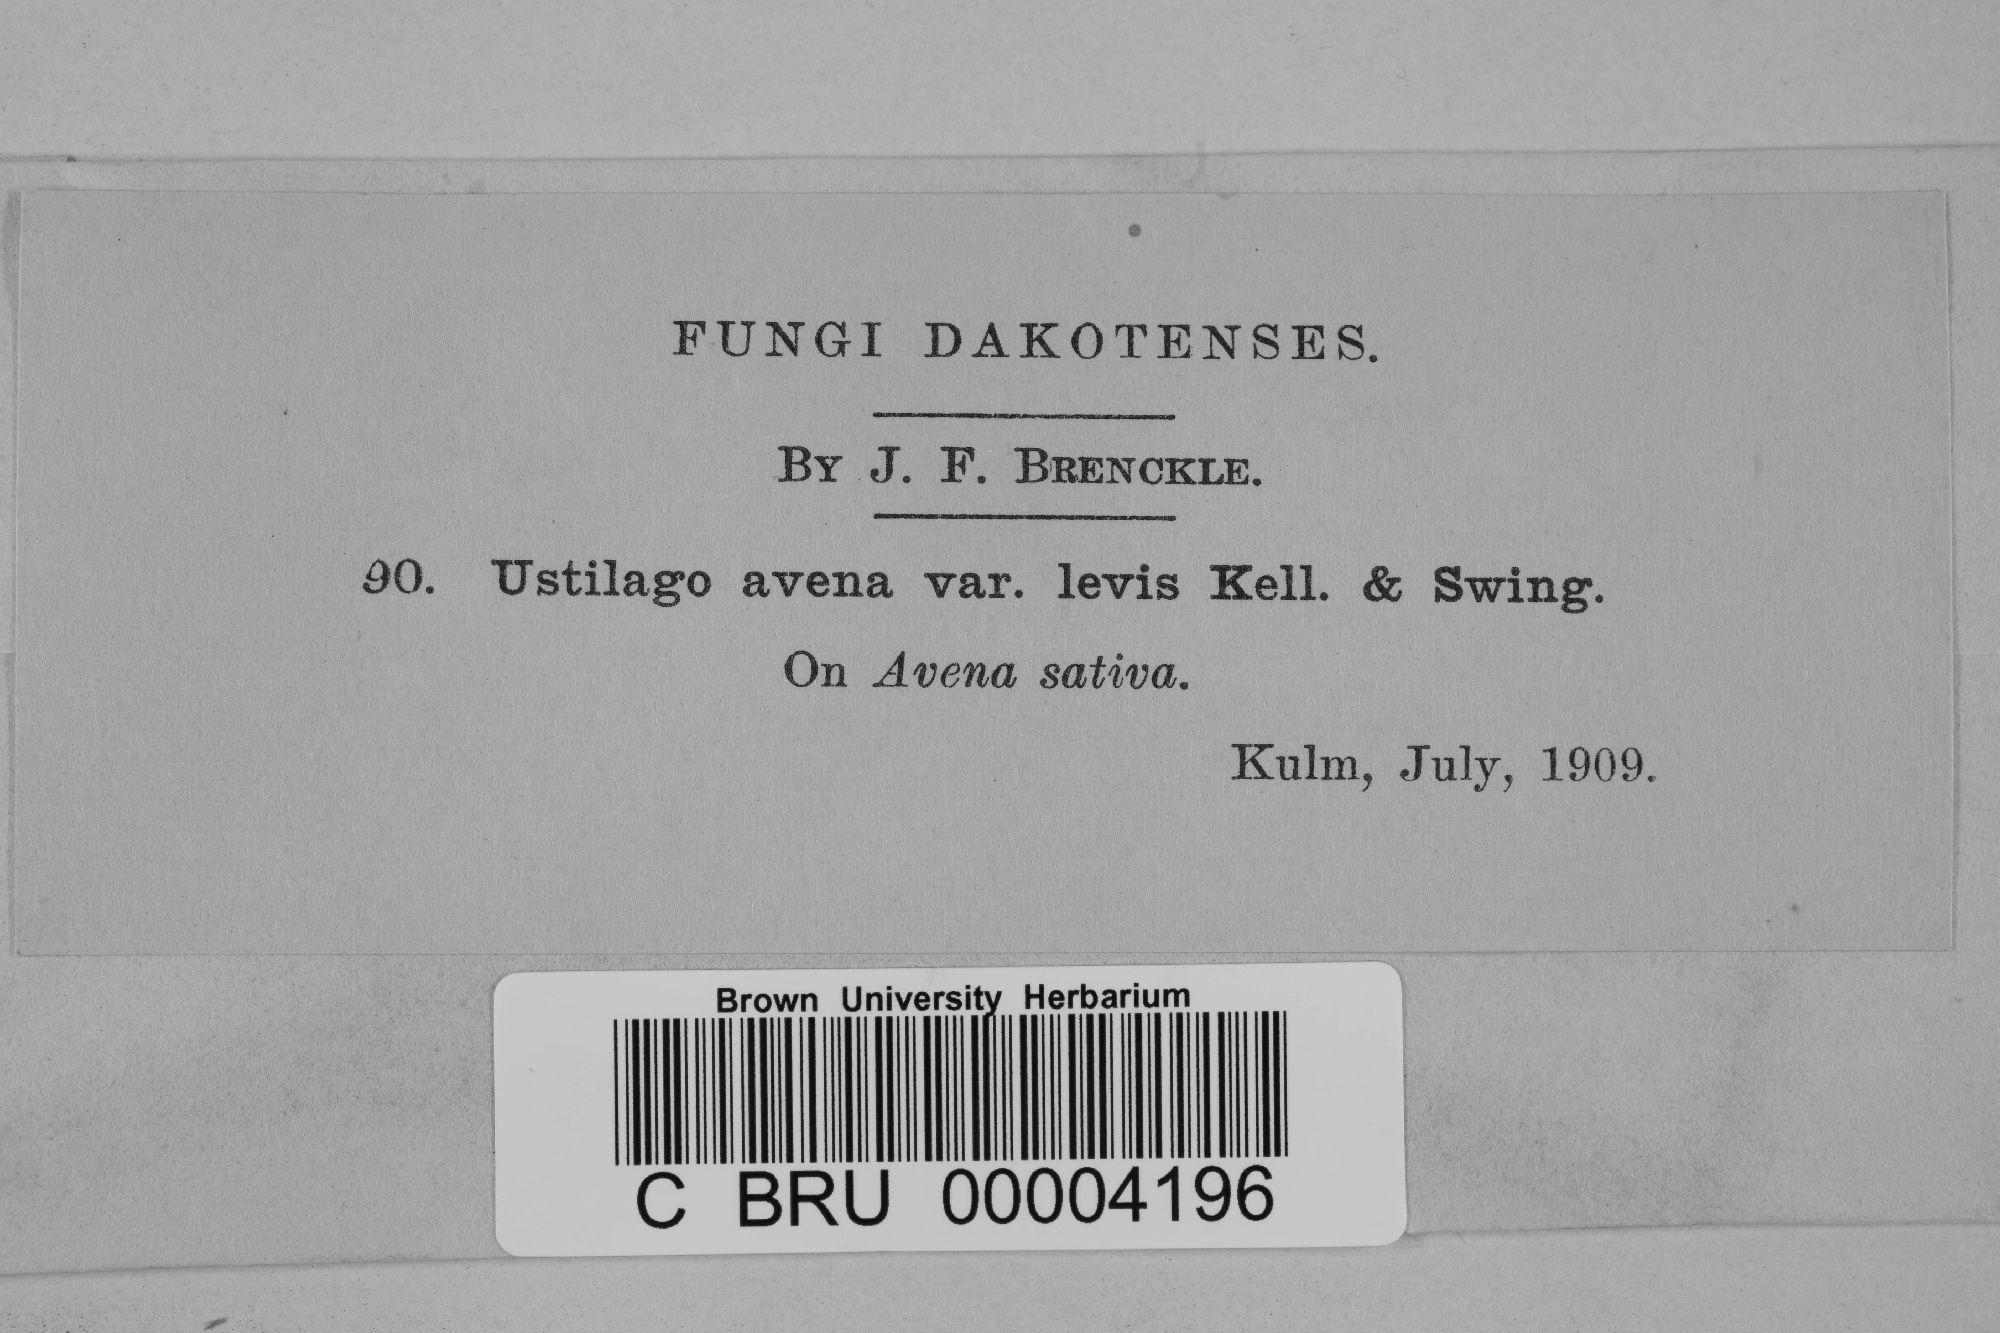 FUNGI DAKOTENSES.
BY J. F. BRENCKLE.
90. Ustilago avena var. levis Kell. & Swing.
On Avena sativa.
Kulm, July, 1909.
Brown University Herbarium
C BRU 00004196